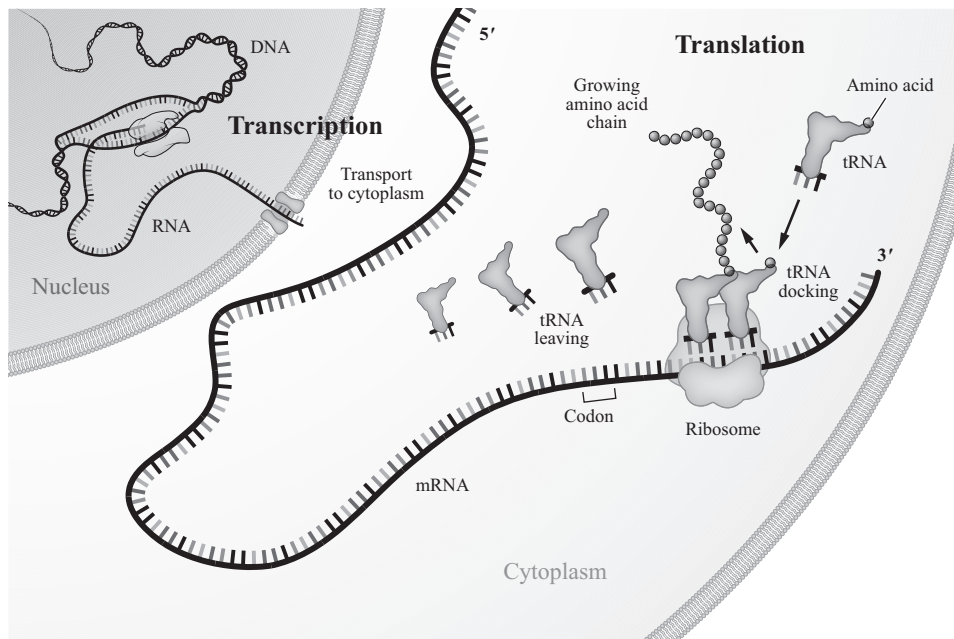 DNA
5′
Translation
Growing
amino acid
chain
Amino acid
Transcription
tRNA
Transport
to cytoplasm
RNA
3′
Nucleus
tRNA
docking
tRNA
leaving
Codon
Ribosome
mRNA
Cytoplasm